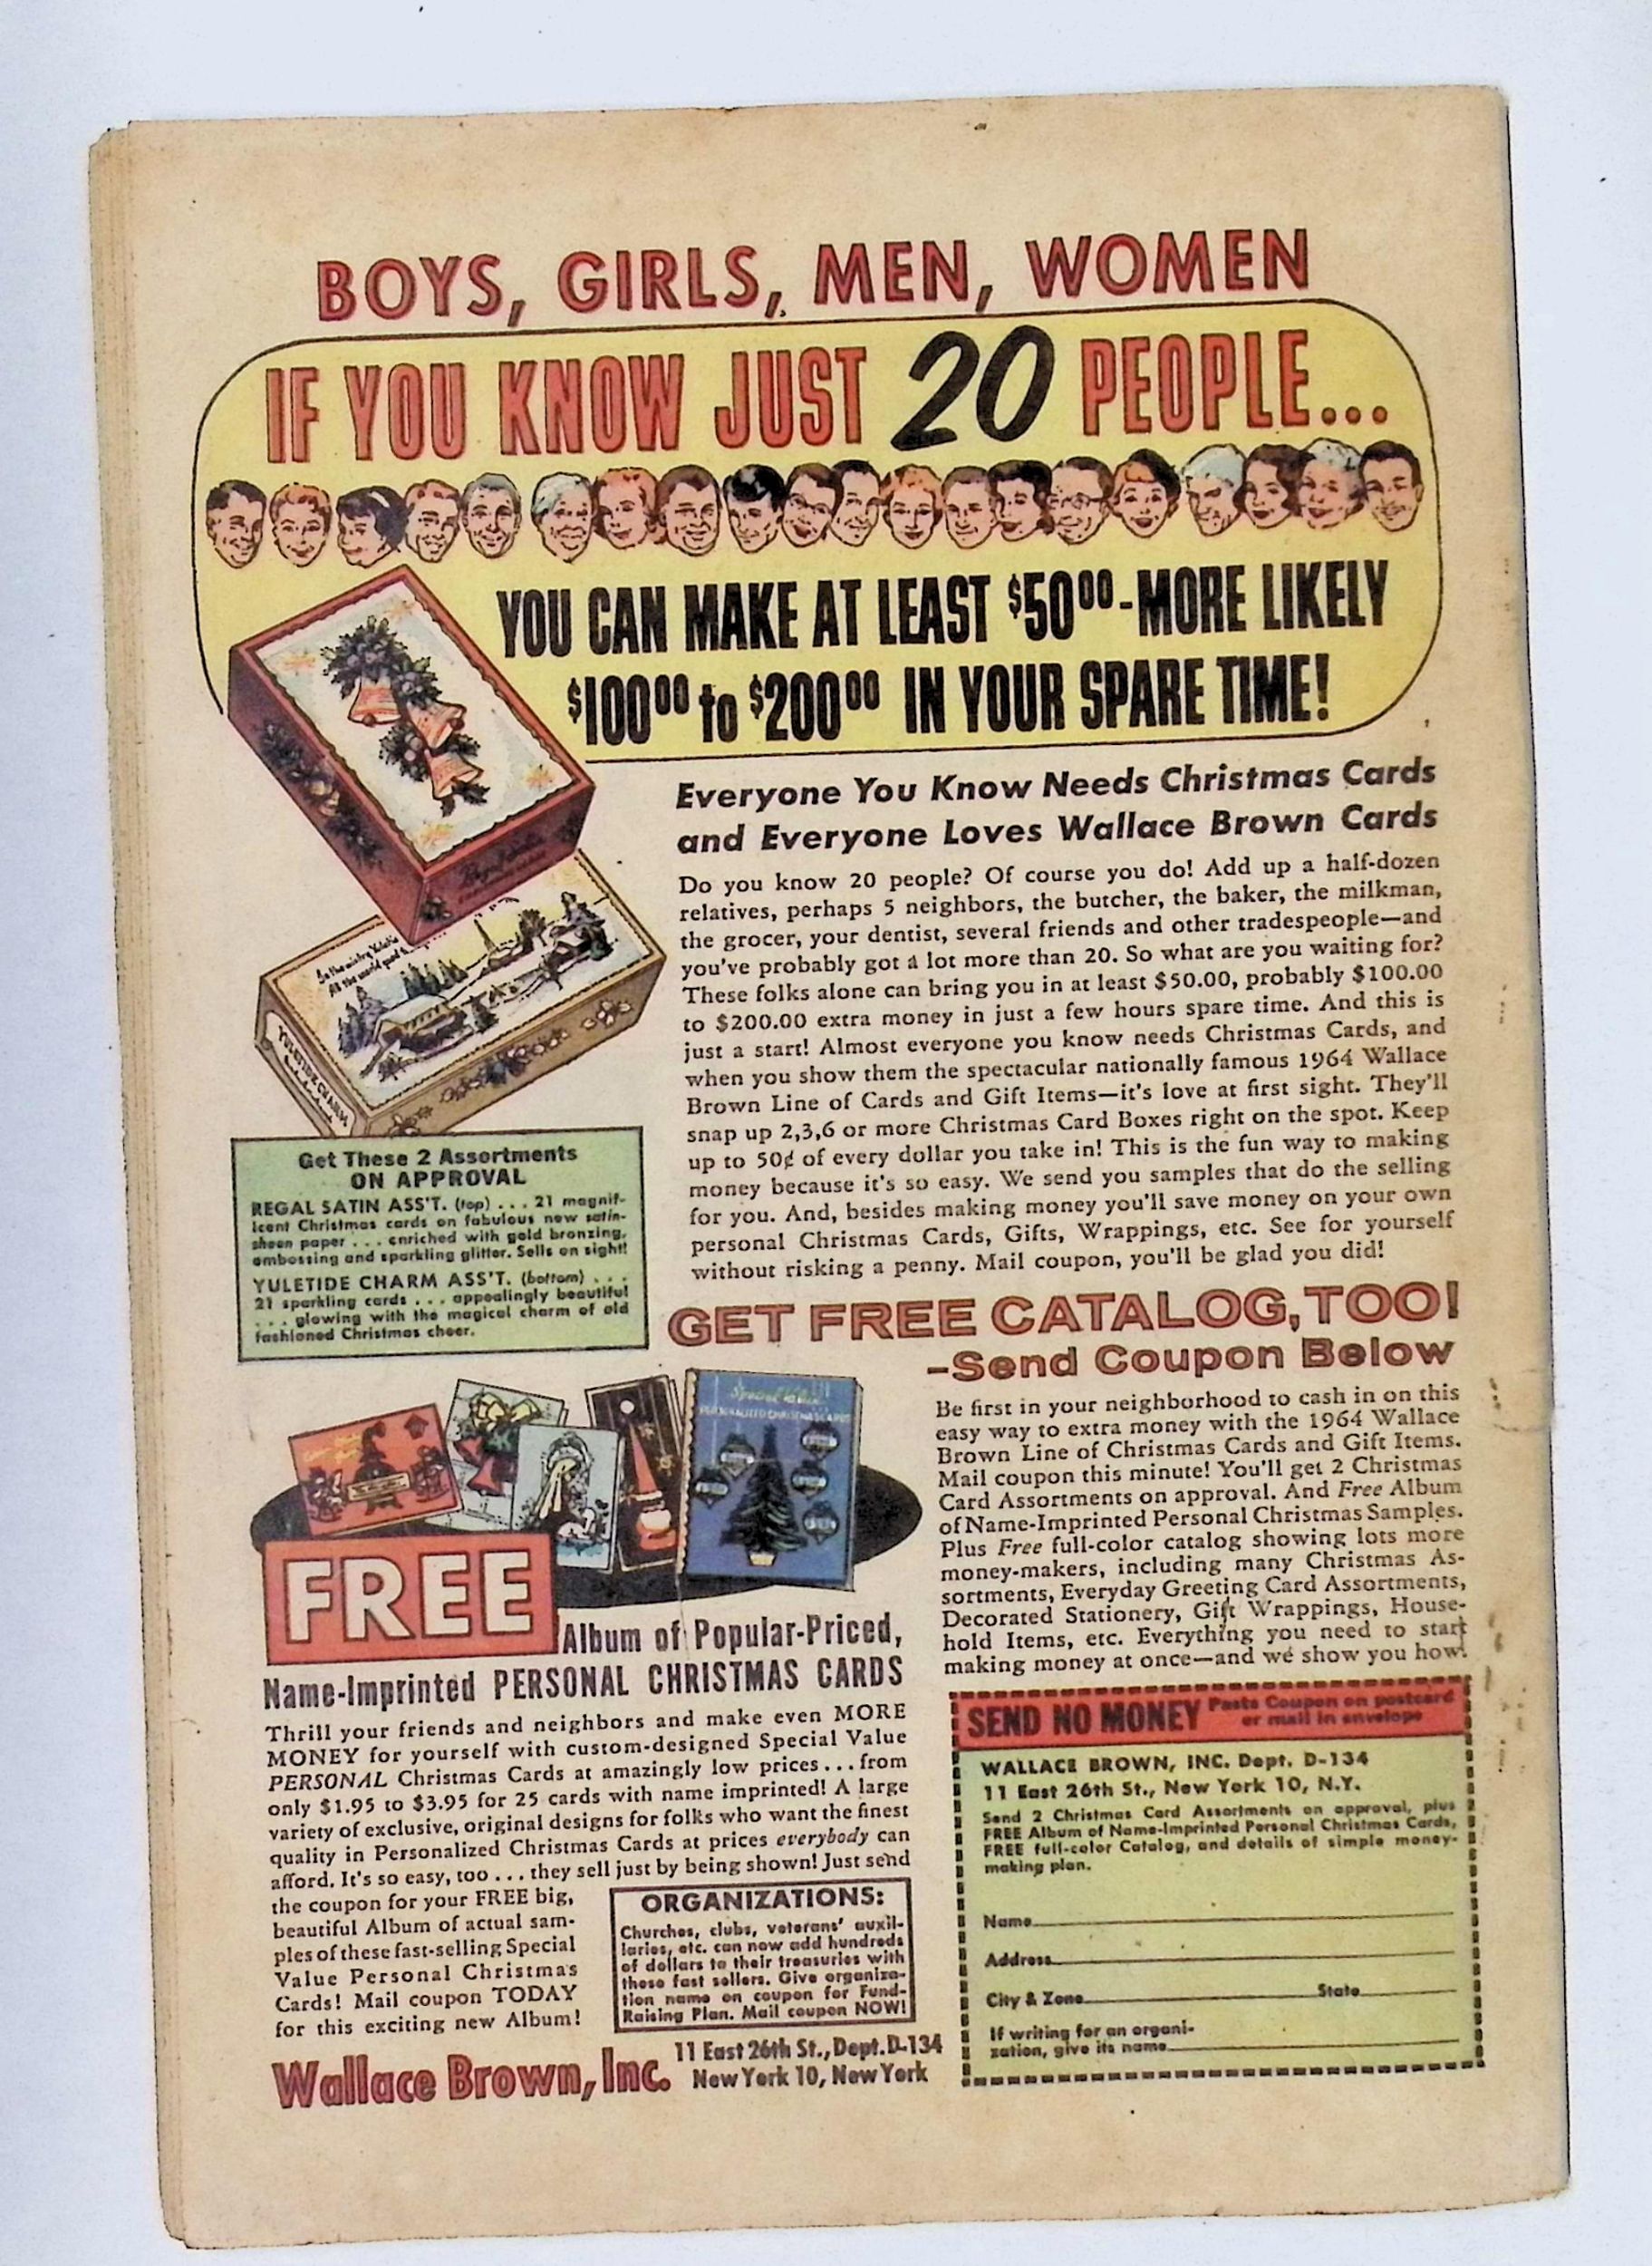 BOYS, GIRLS, MEN, WOMEN
IF YOU KNOW JUST 20 PEOPLE...
YOU CAN MAKE AT LEAST $50⁰⁰-MORE LIKELY
$100⁰⁰ to $200⁰⁰ IN YOUR SPARE TIME!
Everyone You Know Needs Christmas Cards
and Everyone Loves Wallace Brown Cards
Do you know 20 people? Of course you do! Add up a half-dozen
relatives, perhaps 5 neighbors, the butcher, the baker, the milkman,
the grocer, your dentist, several friends and other tradespeople—and
you've probably got a lot more than 20. So what are you waiting for?
These folks alone can bring you in at least $50.00, probably $100.00
to $200.00 extra money in just a few hours spare time. And this is
just a start! Almost everyone you know needs Christmas Cards, and
when you show them the spectacular nationally famous 1964 Wallace
Brown Line of Cards and Gift Items—it's love at first sight. They'll
snap up 2,3,6 or more Christmas Card Boxes right on the spot. Keep
up to 50¢ of every dollar you take in! This is the fun way to making
money because it's so easy. We send you samples that do the selling
for you. And, besides making money you'll save money on your own
personal Christmas Cards, Gifts, Wrappings, etc. See for yourself
without risking a penny. Mail coupon, you'll be glad you did!
YULETIDE CHARM
Get These 2 Assortments
ON APPROVAL
REGAL SATIN ASS'T. (top) . . . 21 magnif-
icent Christmas cards on fabulous new satin-
sheen paper . . . enriched with gold bronzing,
embossing and sparkling glitter. Sells on sight!
YULETIDE CHARM ASS'T. (bottom) . . .
21 sparkling cards . . . appealingly beautiful
. . . glowing with the magical charm of old
fashioned Christmas cheer.
GET FREE CATALOG, TOO!
-Send Coupon Below
Be first in your neighborhood to cash in on this
easy way to extra money with the 1964 Wallace
Brown Line of Christmas Cards and Gift Items.
Mail coupon this minute! You'll get 2 Christmas
Card Assortments on approval. And Free Album
of Name-Imprinted Personal Christmas Samples.
Plus Free full-color catalog showing lots more
money-makers, including many Christmas As-
sortments, Everyday Greeting Card Assortments,
Decorated Stationery, Gift Wrappings, House-
hold Items, etc. Everything you need to start
making money at once—and we show you how!
Special Value
PERSONALIZED CHRISTMAS CARDS
FREE
Album of Popular-Priced,
Name-Imprinted PERSONAL CHRISTMAS CARDS
Thrill your friends and neighbors and make even MORE
MONEY for yourself with custom-designed Special Value
PERSONAL Christmas Cards at amazingly low prices . . . from
only $1.95 to $3.95 for 25 cards with name imprinted! A large
variety of exclusive, original designs for folks who want the finest
quality in Personalized Christmas Cards at prices everybody can
afford. It's so easy, too . . . they sell just by being shown! Just send
the coupon for your FREE big,
beautiful Album of actual sam-
ples of these fast-selling Special
Value Personal Christmas
Cards! Mail coupon TODAY
for this exciting new Album!
ORGANIZATIONS:
Churches, clubs, veterans' auxil-
iaries, etc. can now add hundreds
of dollars to their treasuries with
these fast sellers. Give organiza-
tion name on coupon for Fund-
Raising Plan. Mail coupon NOW!
Wallace Brown, Inc.
11 East 26th St., Dept. D-134
New York 10, New York
SEND NO MONEY Paste Coupon on postcard
or mail in envelope
WALLACE BROWN, INC. Dept. D-134
11 East 26th St., New York 10, N.Y.
Send 2 Christmas Card Assortments on approval, plus
FREE Album of Name-Imprinted Personal Christmas Cards,
FREE full-color Catalog, and details of simple money-
making plan.
Name
Address
City & Zone State
If writing for an organi-
zation, give its name